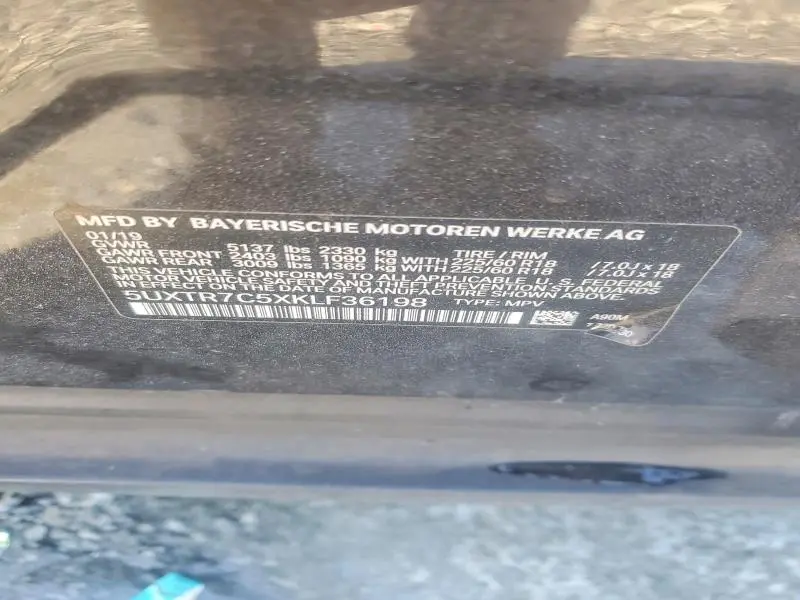 MFD BY BAYERISCHE MOTOREN WERKE AG
01/19
GVWR 5137 lbs 2330 kg TIRE / RIM
GAWR FRONT 2403 lbs 1090 kg WITH 225/60 R18 /7.0J x 18
GAWR REAR 3009 lbs 1365 kg WITH 225/60 R18 /7.0J x 18
THIS VEHICLE CONFORMS TO ALL APPLICABLE U. S. FEDERAL
MOTOR VEHICLE SAFETY AND THEFT PREVENTION STANDARDS
IN EFFECT ON THE DATE OF MANUFACTURE SHOWN ABOVE.
5UXTR7C5XKLF36198 TYPE: MPV
A90M